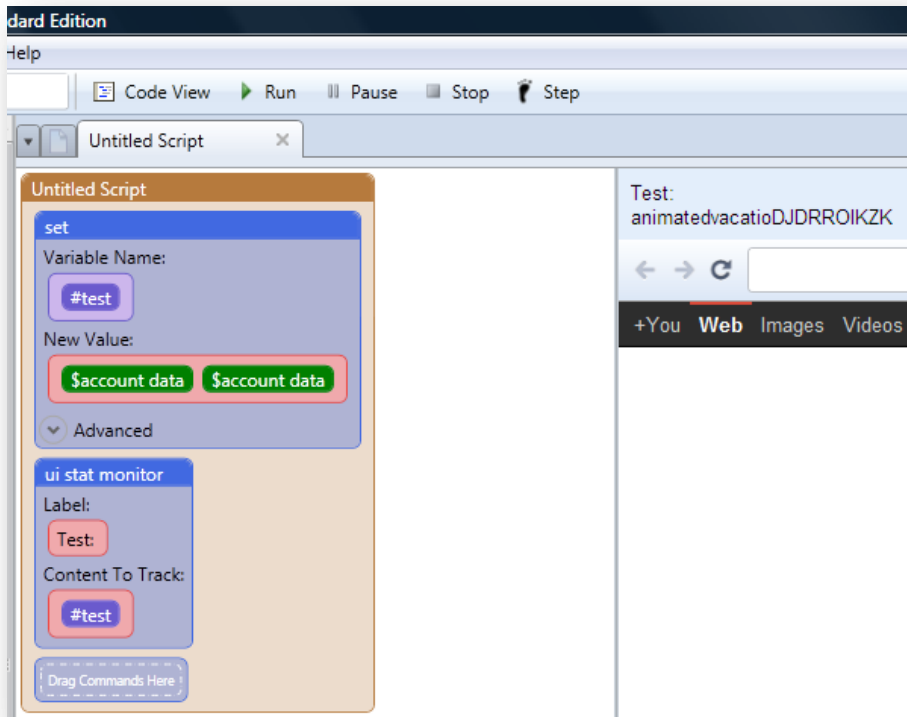 dard Edition
Help
Code View Run Pause Stop Step
Untitled Script
Untitled Script
set
Variable Name:
#test
New Value:
$account data $account data
Advanced
ui stat monitor
Label:
Test:
Content To Track:
#test
Drag Commands Here
Test:
animatedvacatioDJDRROIKZK
+You Web Images Videos